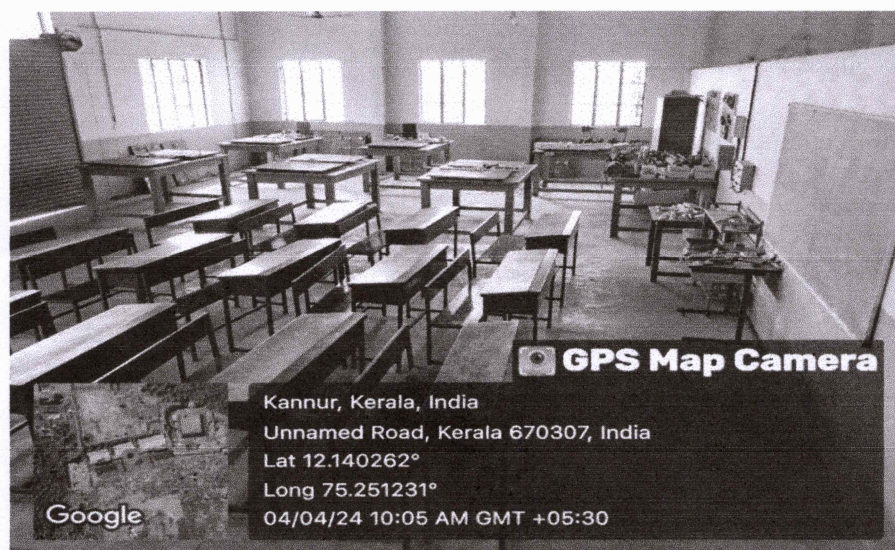 GPS Map Camera
Kannur, Kerala, India
Unnamed Road, Kerala 670307, India
Lat 12.140262°
Long 75.251231°
04/04/24 10:05 AM GMT +05:30
Google